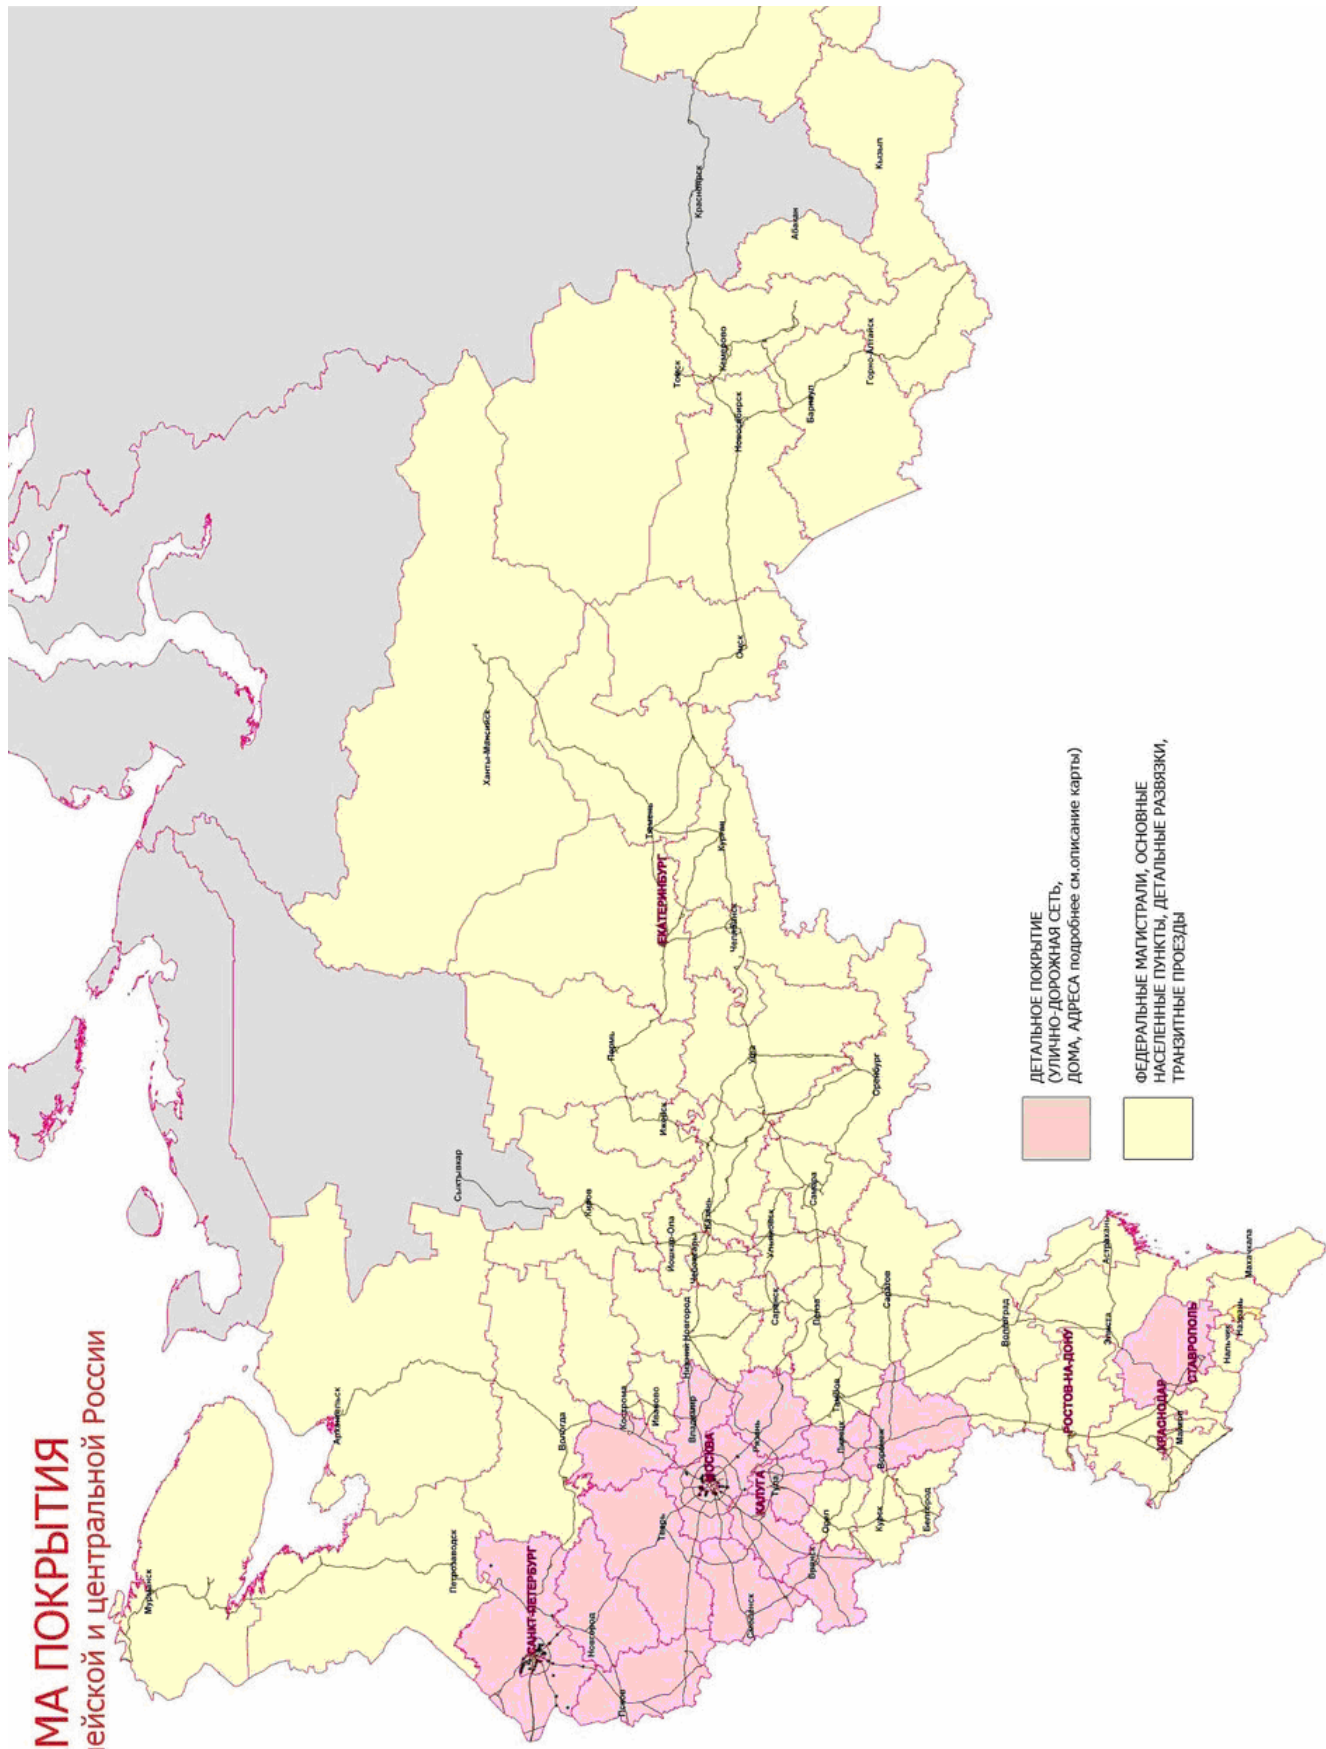 МА ПОКРЫТИЯ
ейской и центральной России
Мурманск
Архангельск
Петрозаводск
САНКТ-ПЕТЕРБУРГ
Новгород
Псков
Вологда
Сыктывкар
Киров
Кострома
Иваново
Тверь
Владимир
МОСКВА
Нижний Новгород
Йошкар-Ола
Чебоксары
Казань
Ижевск
Пермь
Смоленск
КАЛУГА
Тула
Рязань
Саранск
Ульяновск
Самара
Уфа
Оренбург
Брянск
Орел
Липецк
Тамбов
Пенза
Курск
Воронеж
Саратов
Белгород
Волгоград
РОСТОВ-НА-ДОНУ
Элиста
Астрахань
КРАСНОДАР
Майкоп
СТАВРОПОЛЬ
Нальчик
Назрань
Махачкала
Ханты-Мансийск
Тюмень
ЕКАТЕРИНБУРГ
Курган
Челябинск
Омск
Томск
Новосибирск
Кемерово
Барнаул
Горно-Алтайск
Красноярск
Абакан
Кызыл
ДЕТАЛЬНОЕ ПОКРЫТИЕ
(УЛИЧНО-ДОРОЖНАЯ СЕТЬ,
ДОМА, АДРЕСА подробнее см.описание карты)
ФЕДЕРАЛЬНЫЕ МАГИСТРАЛИ, ОСНОВНЫЕ
НАСЕЛЕННЫЕ ПУНКТЫ, ДЕТАЛЬНЫЕ РАЗВЯЗКИ,
ТРАНЗИТНЫЕ ПРОЕЗДЫ